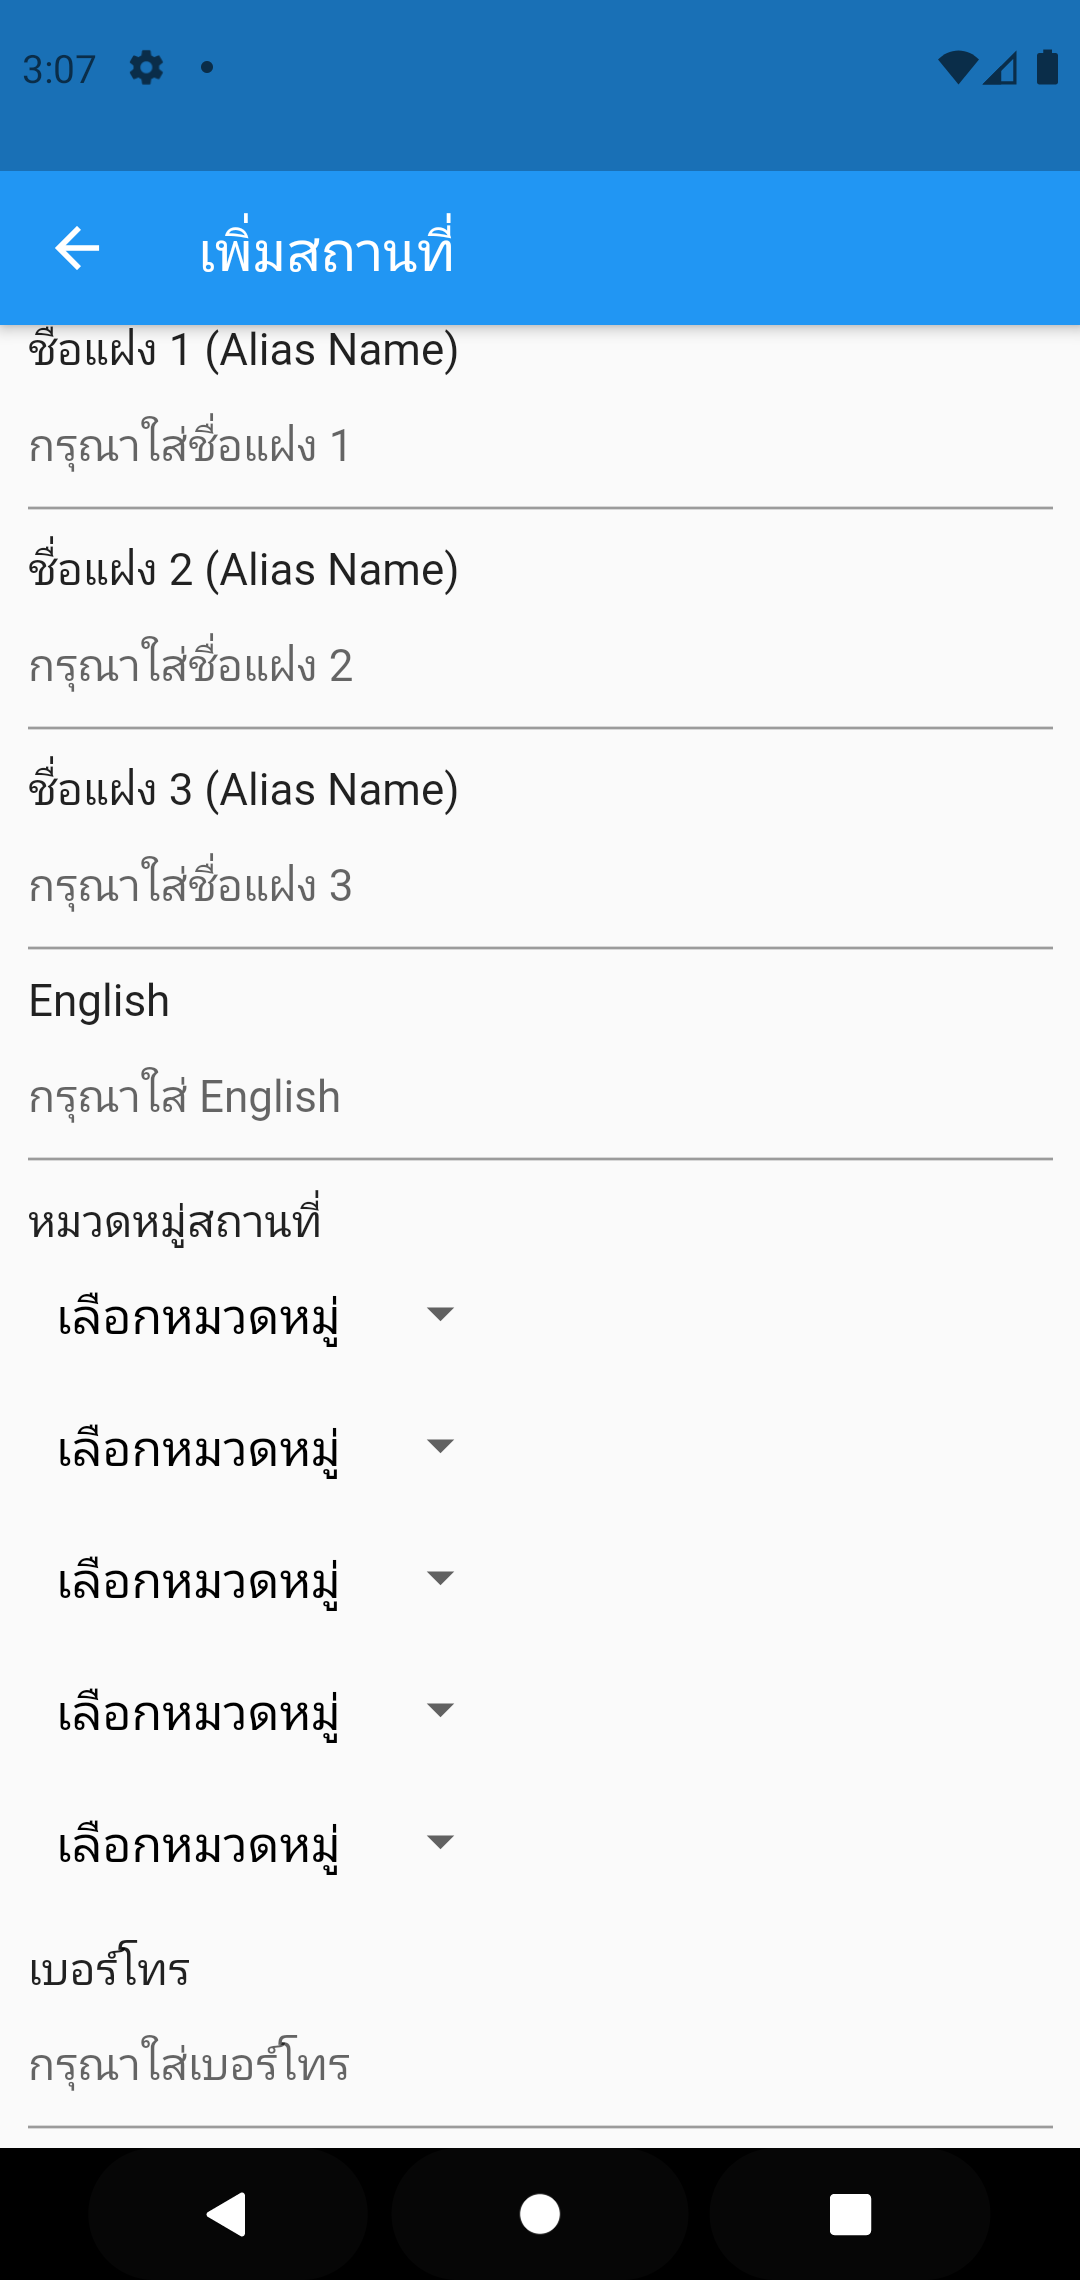 3:07
เพิ่มสถานที่
ชื่อแฝง 1 (Alias Name)
กรุณาใส่ชื่อแฝง 1
ชื่อแฝง 2 (Alias Name)
กรุณาใส่ชื่อแฝง 2
ชื่อแฝง 3 (Alias Name)
กรุณาใส่ชื่อแฝง 3
English
กรุณาใส่ English
หมวดหมู่สถานที่
เลือกหมวดหมู่
เลือกหมวดหมู่
เลือกหมวดหมู่
เลือกหมวดหมู่
เลือกหมวดหมู่
เบอร์โทร
กรุณาใส่เบอร์โทร